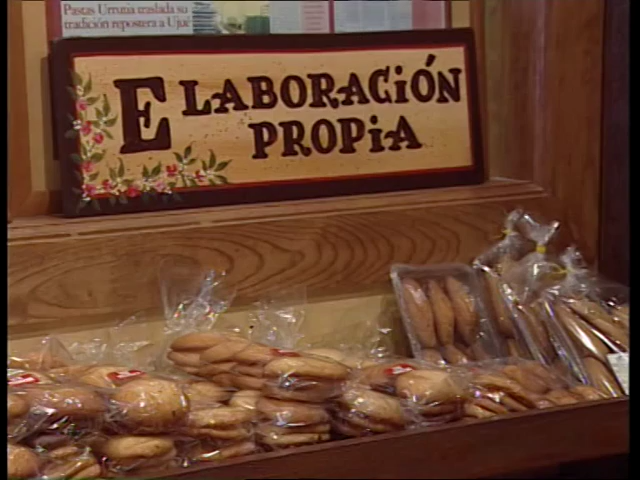 Pastas Urrutia traslada su
tradición repostera a Ujué
ELABORACIÓN
PROPIA